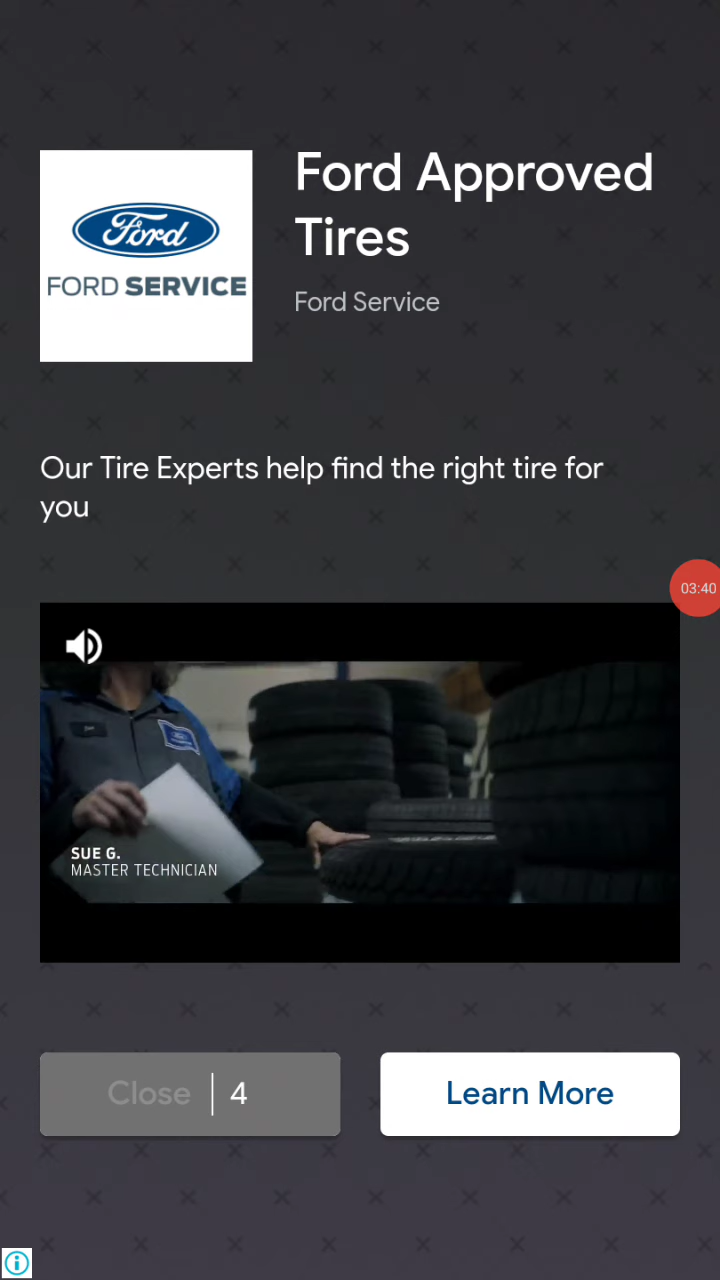 Ford
FORD SERVICE
Ford Approved
Tires
Ford Service
Our Tire Experts help find the right tire for
you
03:40
SUE G.
MASTER TECHNICIAN
Close | 4
Learn More